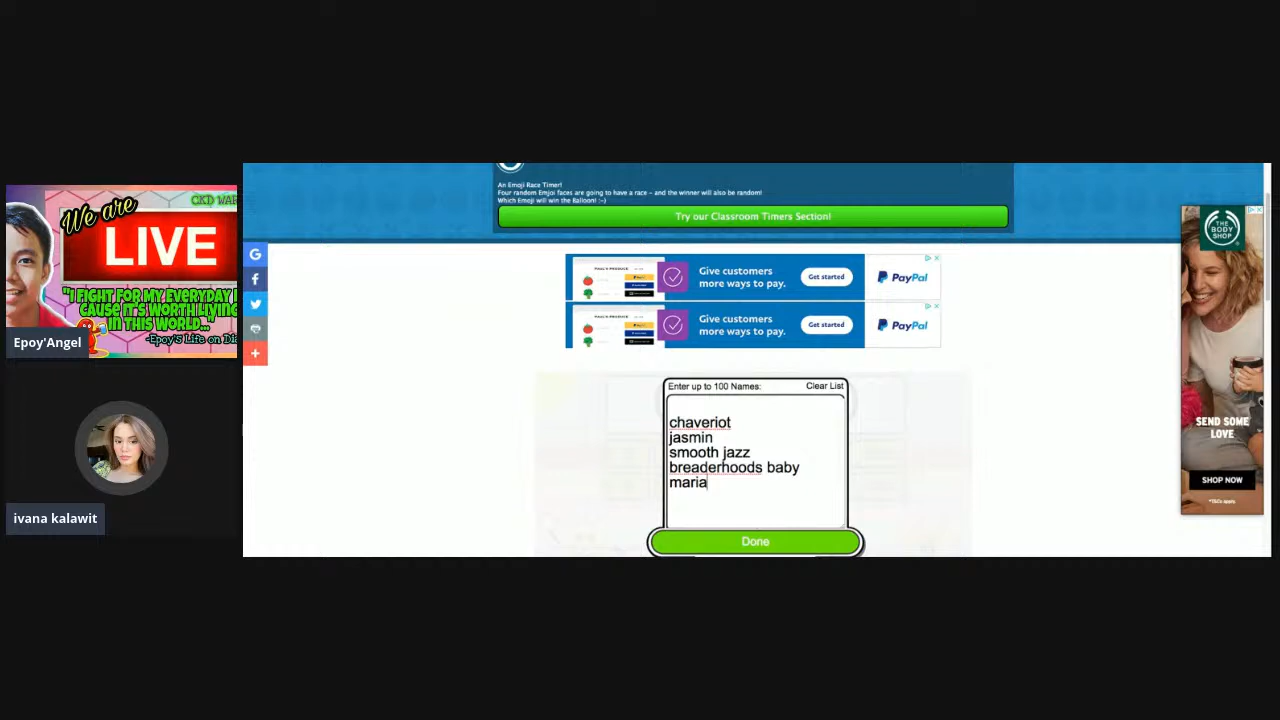 We are
LIVE
CKD WAR
"I FIGHT FOR MY EVERYDAY
CAUSE IT'S WORTH LIVING
IN THIS WORLD...
-Epoy's Life on Dia
Epoy'Angel
ivana kalawit
An Emoji Race Timer!
Four random Emjoi faces are going to have a race - and the winner will also be random!
Which Emoji will win the Balloon! :-)
Try our Classroom Timers Section!
Give customers
more ways to pay.
Get started
PayPal
Give customers
more ways to pay.
Get started
PayPal
Enter up to 100 Names:
Clear List
chaveriot
jasmin
smooth jazz
breaderhoods baby
maria
Done
THE
BODY
SHOP
SEND SOME
LOVE
SHOP NOW